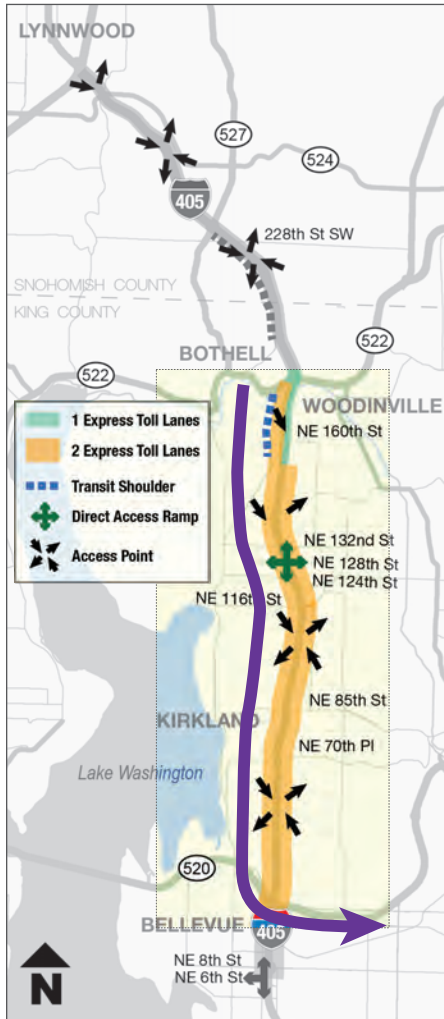 LYNNWOOD
527
524
405
228th St SW
SNOHOMISH COUNTY
KING COUNTY
522
BOTHELL
522
WOODINVILLE
1 Express Toll Lanes
2 Express Toll Lanes
Transit Shoulder
Direct Access Ramp
Access Point
NE 160th St
NE 132nd St
NE 128th St
NE 124th St
NE 116th St
NE 85th St
KIRKLAND
NE 70th Pl
Lake Washington
520
BELLEVUE
405
NE 8th St
NE 6th St
N